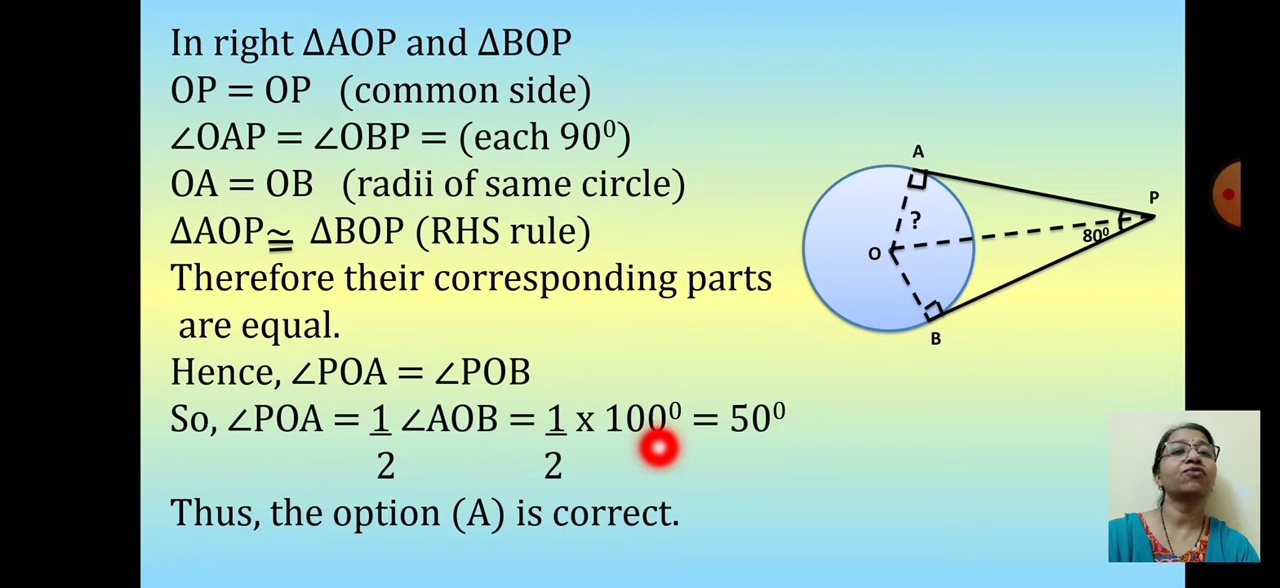 In right ΔAOP and ΔBOP
OP = OP (common side)
∠OAP = ∠OBP = (each 90⁰)
OA = OB (radii of same circle)
ΔAOP ≅ ΔBOP (RHS rule)
Therefore their corresponding parts
are equal.
Hence, ∠POA = ∠POB
So, ∠POA = 1 ∠AOB = 1 x 100⁰ = 50⁰
2 2
Thus, the option (A) is correct.
A
P
?
80⁰
O
B